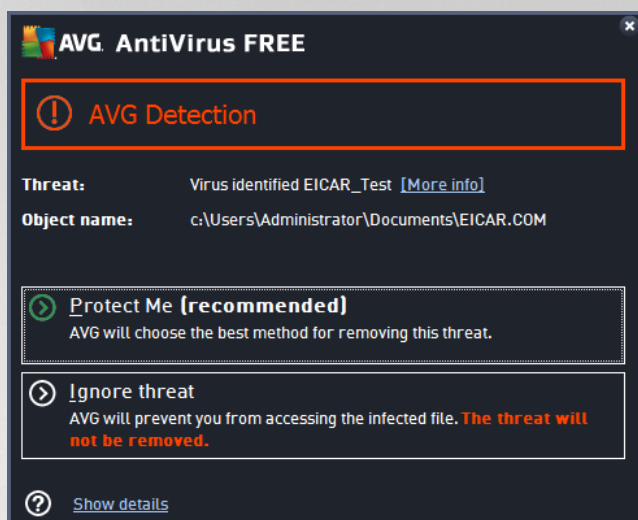 AVG. AntiVirus FREE
AVG Detection
Threat: Virus identified EICAR_Test [More info]
Object name: c:\Users\Administrator\Documents\EICAR.COM
Protect Me (recommended)
AVG will choose the best method for removing this threat.
Ignore threat
AVG will prevent you from accessing the infected file. The threat will
not be removed.
Show details